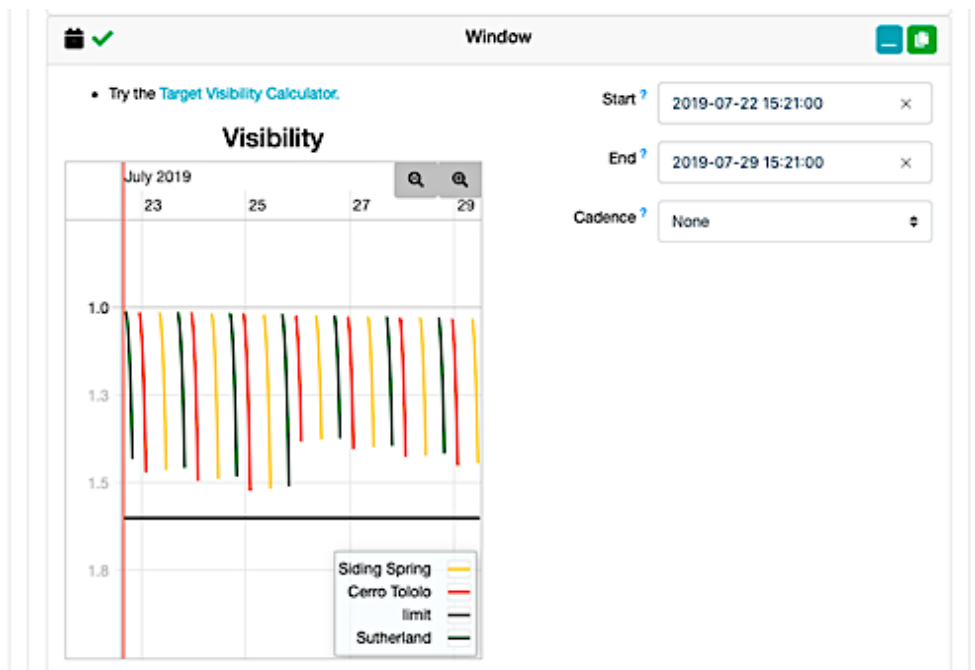 Window
• Try the Target Visibility Calculator.
Visibility
July 2019
23 25 27 29
1.0
1.3
1.5
1.8
Siding Spring
Cerro Tololo
limit
Sutherland
Start ? 2019-07-22 15:21:00 ×
End ? 2019-07-29 15:21:00 ×
Cadence ? None